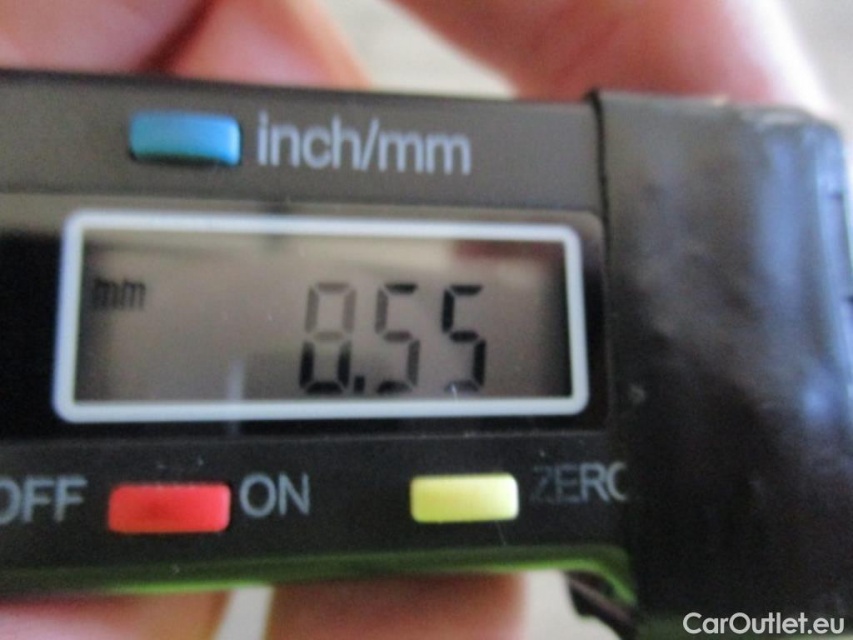 inch/mm
mm 8.55
OFF ON ZERO
CarOutlet.eu